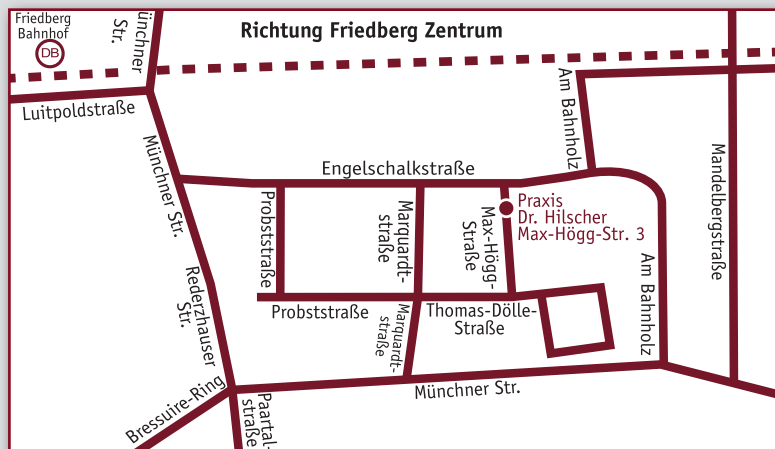 Friedberg
Bahnhof
DB
ünchner
Str.
Richtung Friedberg Zentrum
Luitpoldstraße
Am Bahnholz
Münchner Str.
Engelschalkstraße
Mandelbergstraße
Probststraße
Marquardt-
straße
Max-Högg-
Straße
Praxis
Dr. Hilscher
Max-Högg-Str. 3
Am Bahnholz
Rederzhauser
Str.
Probststraße
Marquardt-
straße
Thomas-Dölle-
Straße
Münchner Str.
Bressuire-Ring
Paartal-
straße